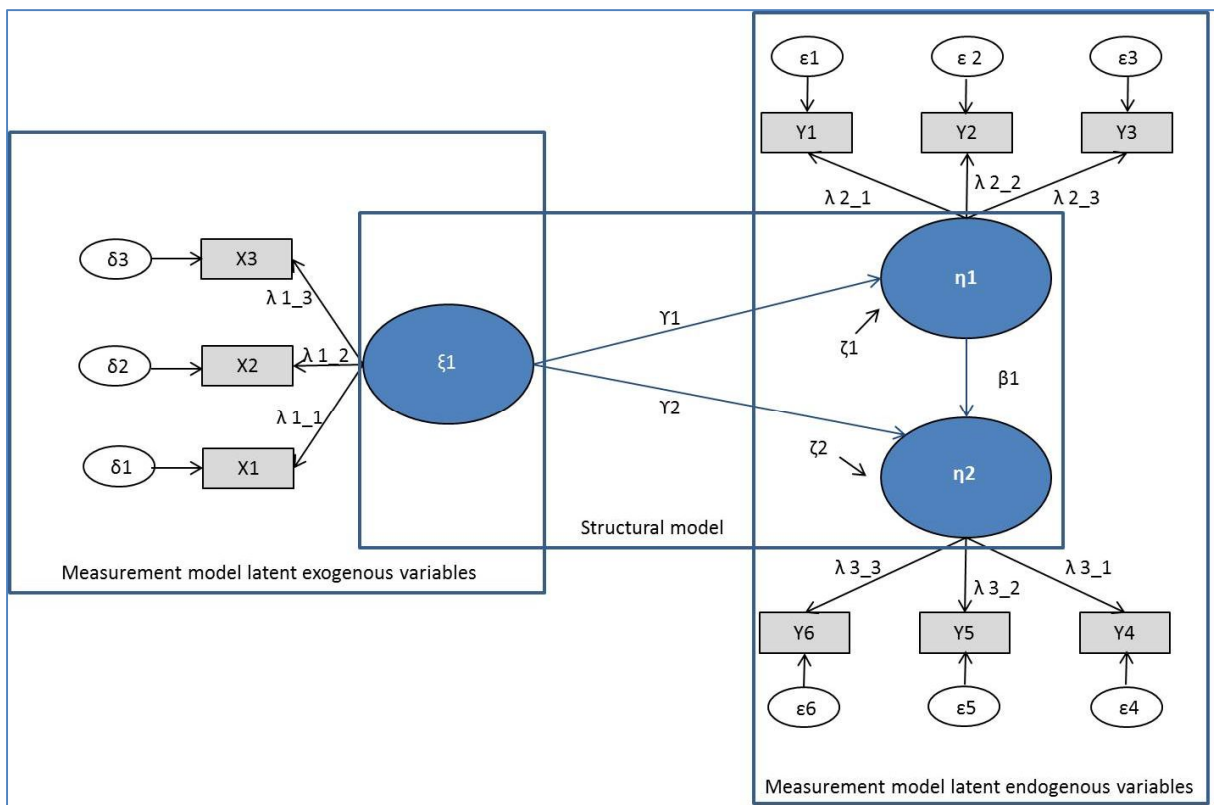 ε1
ε 2
ε3
Y1
Y2
Y3
λ 2_1
λ 2_2
λ 2_3
δ3
X3
λ 1_3
η1
ϒ1
ζ1
δ2
X2
λ 1_2
ξ1
β1
ϒ2
λ 1_1
ζ2
δ1
X1
η2
Structural model
Measurement model latent exogenous variables
λ 3_3
λ 3_2
λ 3_1
Y6
Y5
Y4
ε6
ε5
ε4
Measurement model latent endogenous variables